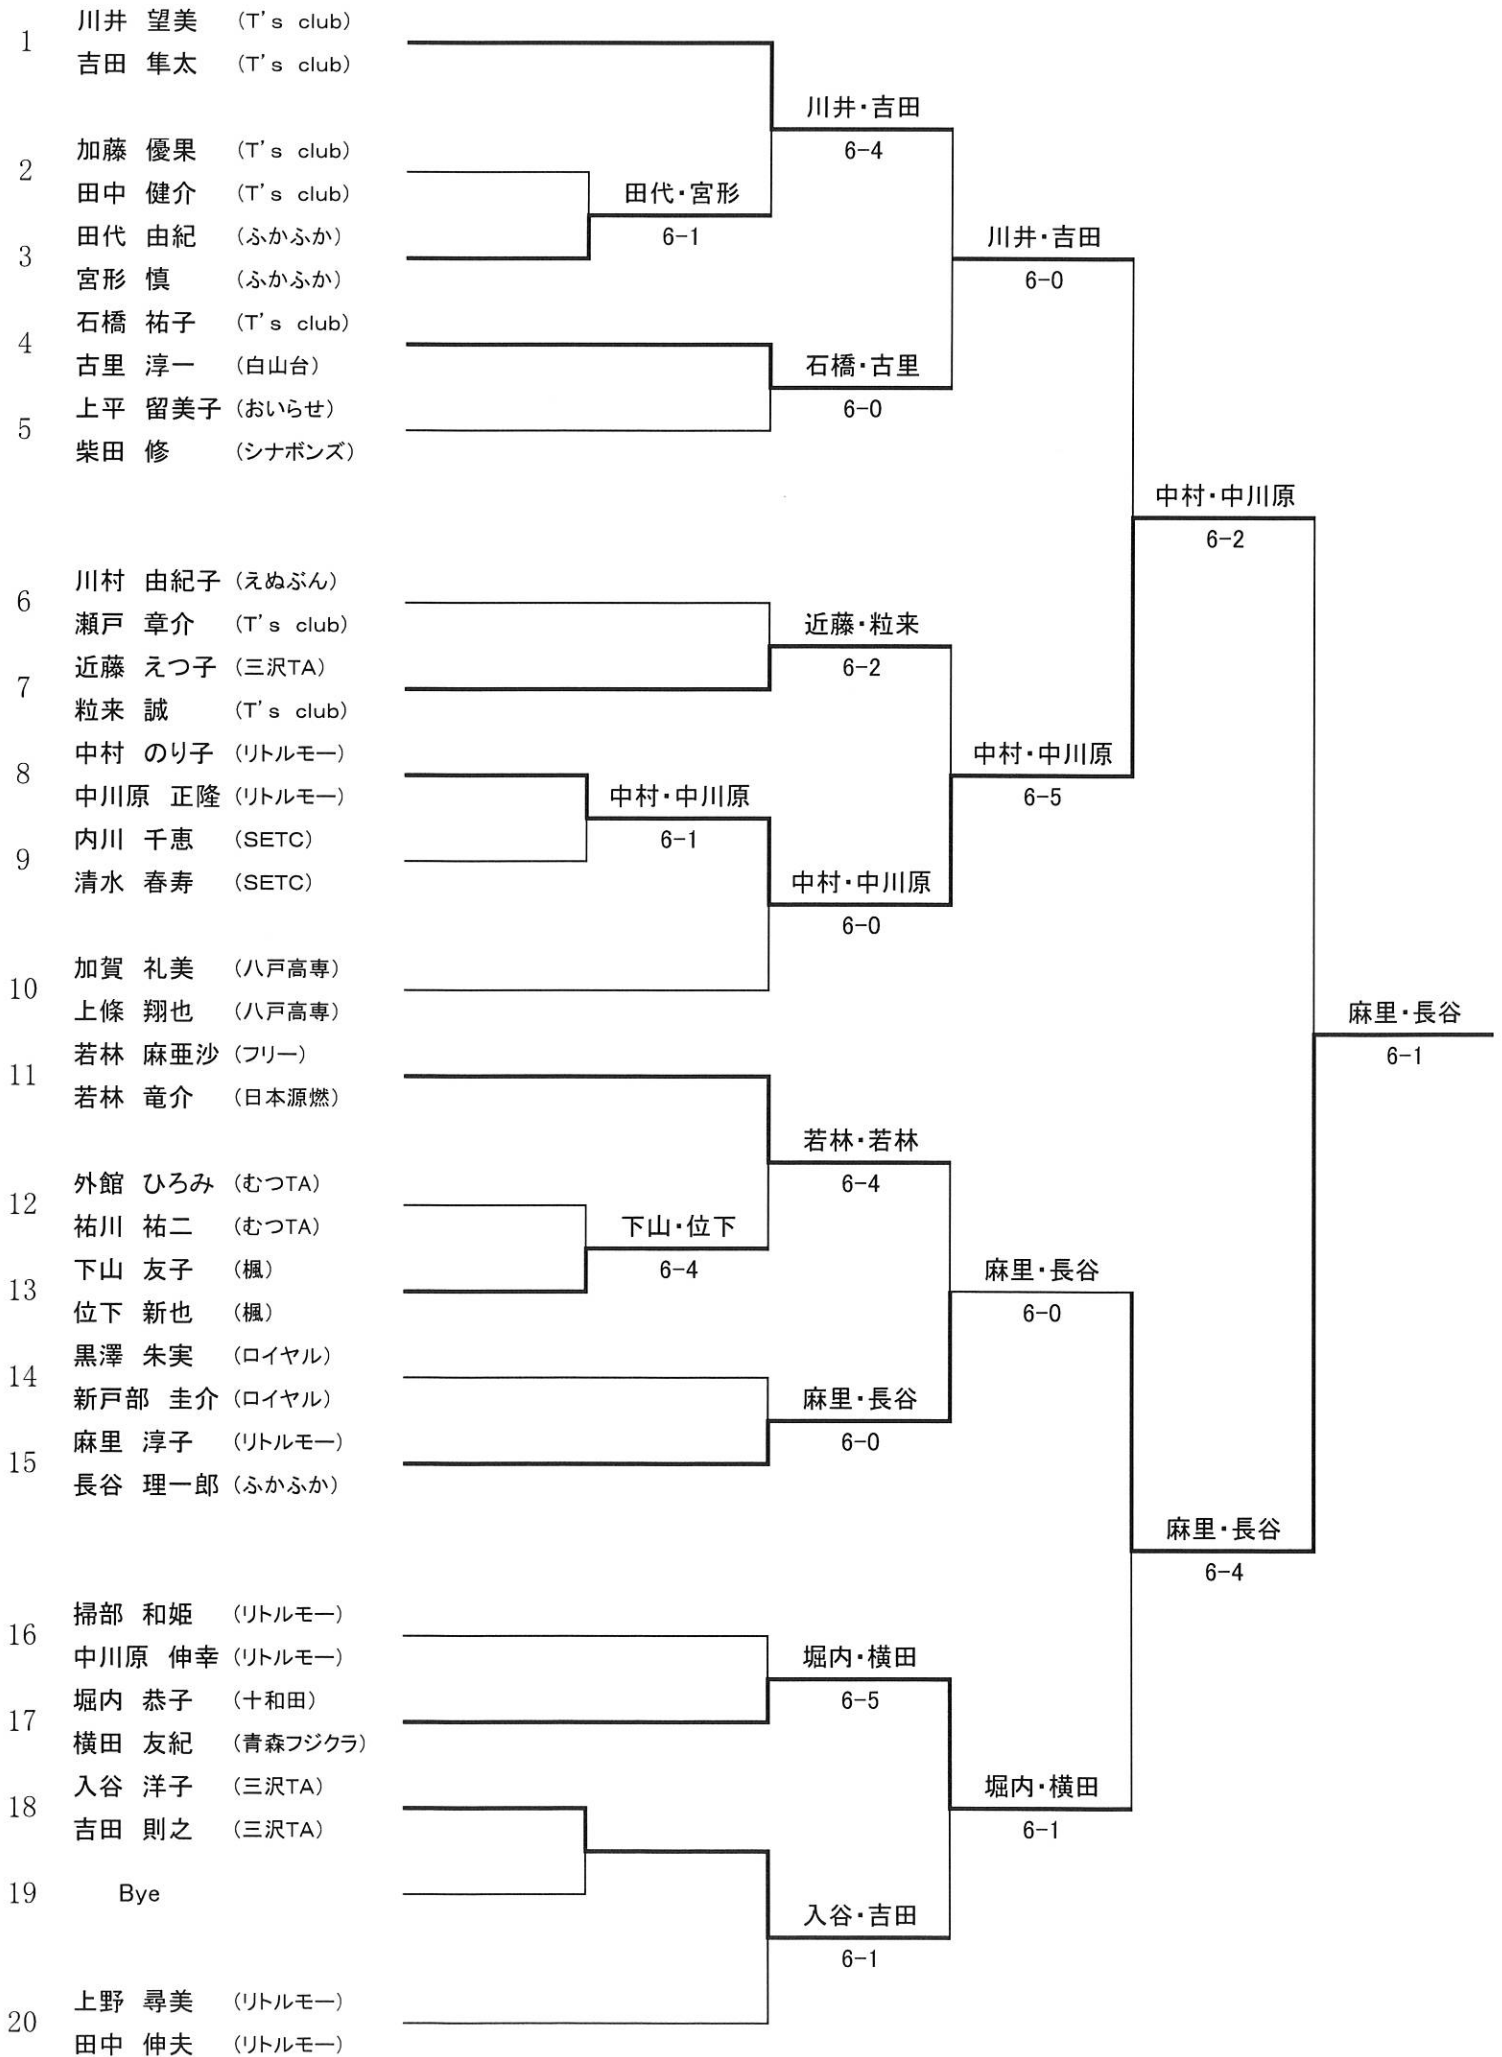 1
川井 望美 (T's club)
吉田 隼太 (T's club)
2
加藤 優果 (T's club)
田中 健介 (T's club)
3
田代 由紀 (ふかふか)
宮形 慎 (ふかふか)
4
石橋 祐子 (T's club)
古里 淳一 (白山台)
5
上平 留美子 (おいらせ)
柴田 修 (シナボンズ)
6
川村 由紀子 (えぬぶん)
瀬戸 章介 (T's club)
7
近藤 えつ子 (三沢TA)
粒来 誠 (T's club)
8
中村 のり子 (リトルモー)
中川原 正隆 (リトルモー)
9
内川 千恵 (SETC)
清水 春寿 (SETC)
10
加賀 礼美 (八戸高専)
上條 翔也 (八戸高専)
11
若林 麻亜沙 (フリー)
若林 竜介 (日本源燃)
12
外館 ひろみ (むつTA)
祐川 祐二 (むつTA)
13
下山 友子 (楓)
位下 新也 (楓)
14
黒澤 朱実 (ロイヤル)
新戸部 圭介 (ロイヤル)
15
麻里 淳子 (リトルモー)
長谷 理一郎 (ふかふか)
16
掃部 和姫 (リトルモー)
中川原 伸幸 (リトルモー)
17
堀内 恭子 (十和田)
横田 友紀 (青森フジクラ)
18
入谷 洋子 (三沢TA)
吉田 則之 (三沢TA)
19
Bye
20
上野 尋美 (リトルモー)
田中 伸夫 (リトルモー)
田代・宮形
6-1
中村・中川原
6-1
下山・位下
6-4
川井・吉田
6-4
石橋・古里
6-0
近藤・粒来
6-2
中村・中川原
6-0
若林・若林
6-4
麻里・長谷
6-0
堀内・横田
6-5
入谷・吉田
6-1
川井・吉田
6-0
中村・中川原
6-5
麻里・長谷
6-0
堀内・横田
6-1
中村・中川原
6-2
麻里・長谷
6-4
麻里・長谷
6-1